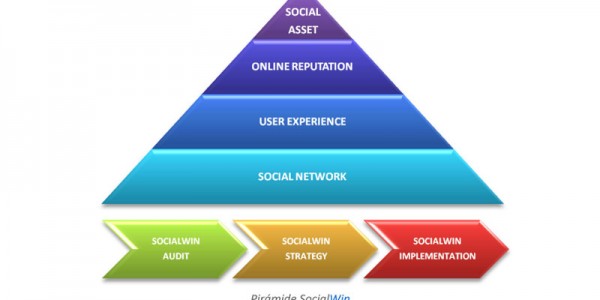 SOCIAL
ASSET
ONLINE REPUTATION
USER EXPERIENCE
SOCIAL NETWORK
SOCIALWIN
AUDIT
SOCIALWIN
STRATEGY
SOCIALWIN
IMPLEMENTATION
Pirámide SocialWin